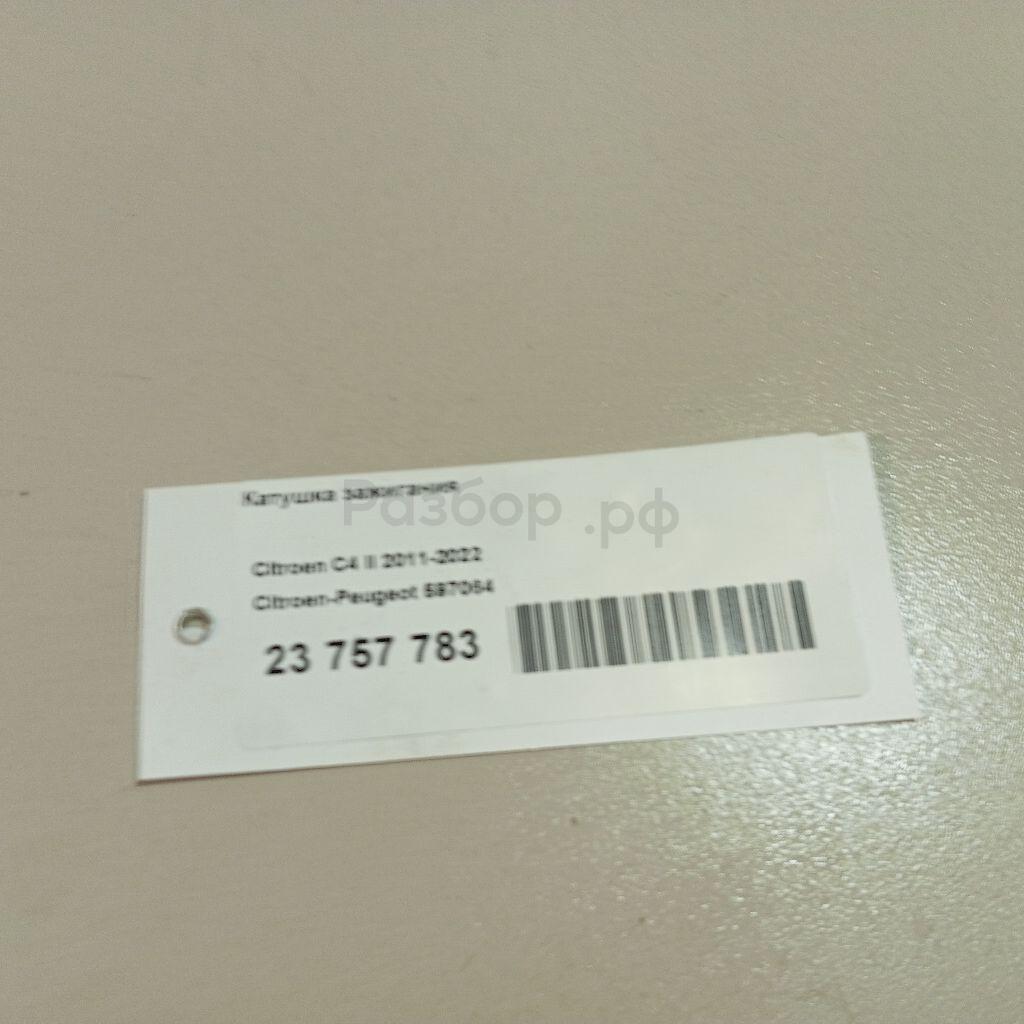 Катушка зажигания
Разбор.рф
Citroen C4 II 2011-2022
Citroen-Peugeot 597064
23 757 783